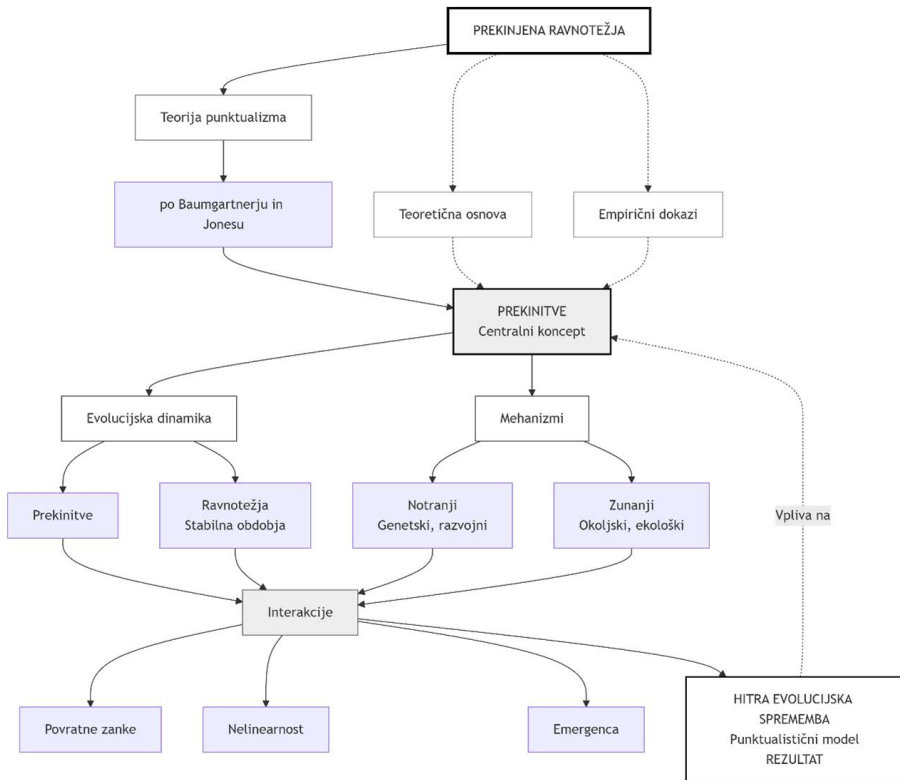 PREKINJENA RAVNOTEŽJA
Teorija punktualizma
po Baumgartnerju in
Jonesu
Teoretična osnova
Empirični dokazi
PREKINITVE
Centralni koncept
Evolucijska dinamika
Mehanizmi
Prekinitve
Ravnotežja
Stabilna obdobja
Notranji
Genetski, razvojni
Zunanji
Okoljski, ekološki
Vpliva na
Interakcije
Povratne zanke
Nelinearnost
Emergenca
HITRA EVOLUCIJSKA
SPREMEMBA
Punktualistični model
REZULTAT